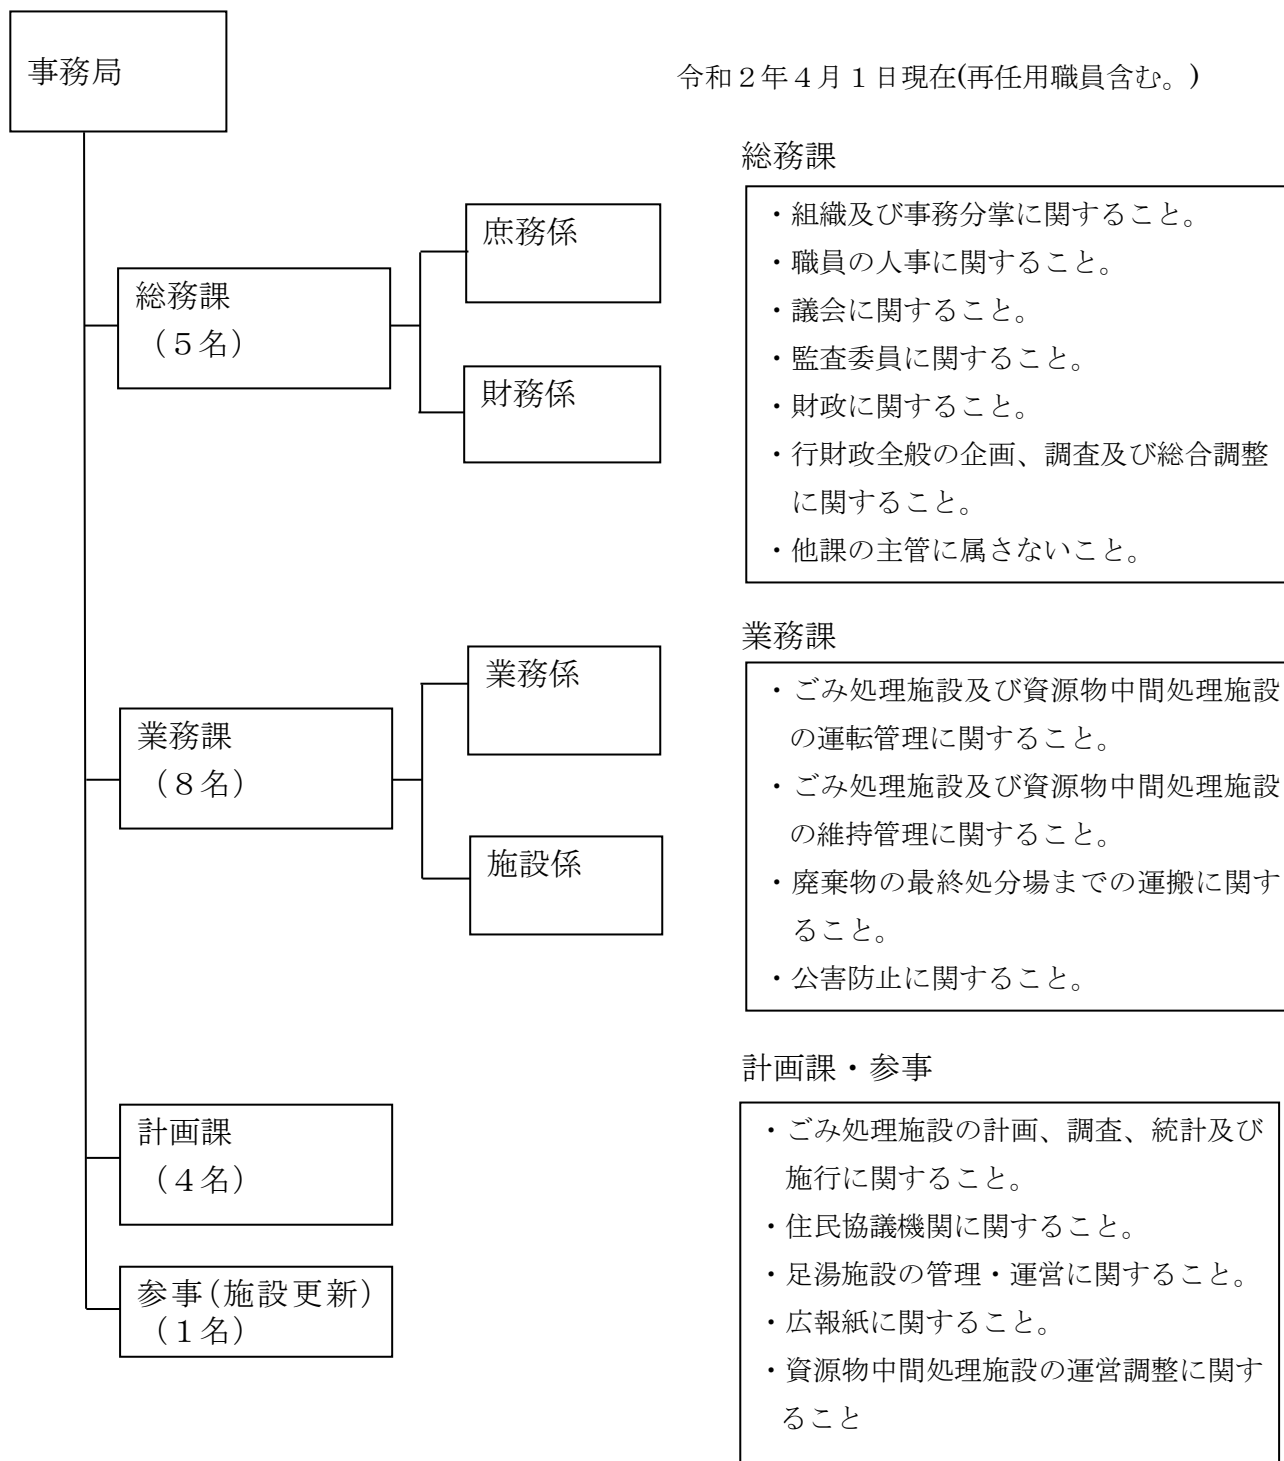 事務局
令和２年４月１日現在(再任用職員含む。)
総務課
（５名）
庶務係
財務係
業務課
（８名）
業務係
施設係
計画課
（４名）
参事(施設更新)
（１名）
総務課
・組織及び事務分掌に関すること。
・職員の人事に関すること。
・議会に関すること。
・監査委員に関すること。
・財政に関すること。
・行財政全般の企画、調査及び総合調整
に関すること。
・他課の主管に属さないこと。
業務課
・ごみ処理施設及び資源物中間処理施設
の運転管理に関すること。
・ごみ処理施設及び資源物中間処理施設
の維持管理に関すること。
・廃棄物の最終処分場までの運搬に関す
ること。
・公害防止に関すること。
計画課・参事
・ごみ処理施設の計画、調査、統計及び
施行に関すること。
・住民協議機関に関すること。
・足湯施設の管理・運営に関すること。
・広報紙に関すること。
・資源物中間処理施設の運営調整に関す
ること